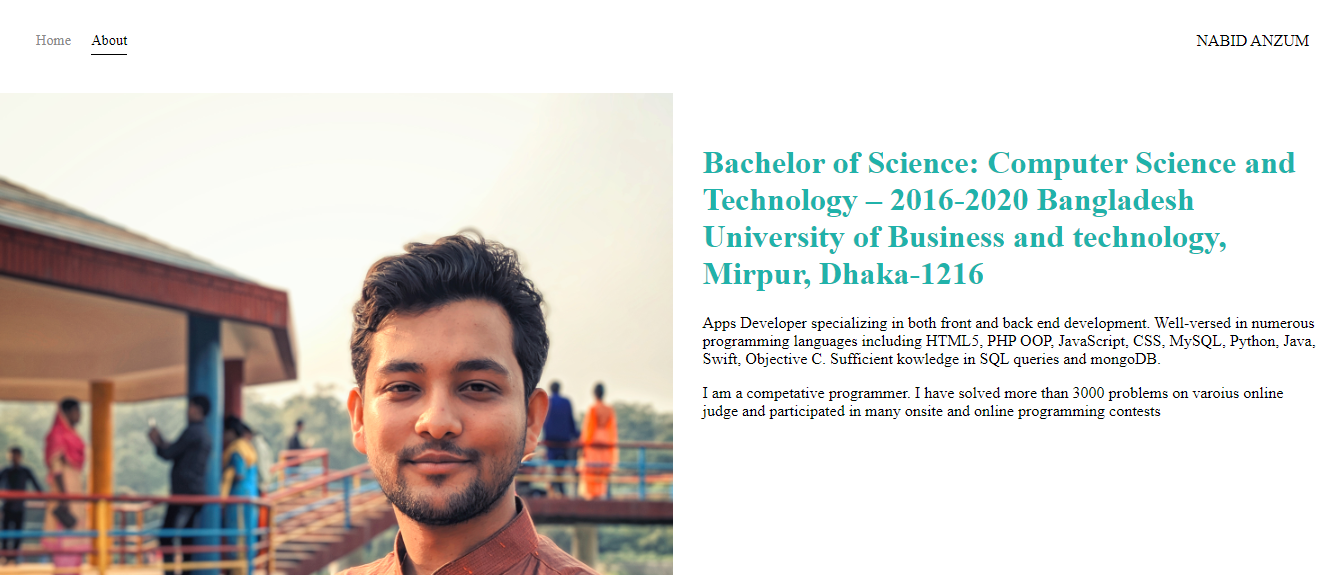 Home About NABID ANZUM
Bachelor of Science: Computer Science and
Technology – 2016-2020 Bangladesh
University of Business and technology,
Mirpur, Dhaka-1216
Apps Developer specializing in both front and back end development. Well-versed in numerous
programming languages including HTML5, PHP OOP, JavaScript, CSS, MySQL, Python, Java,
Swift, Objective C. Sufficient kowledge in SQL queries and mongoDB.
I am a competative programmer. I have solved more than 3000 problems on varoius online
judge and participated in many onsite and online programming contests